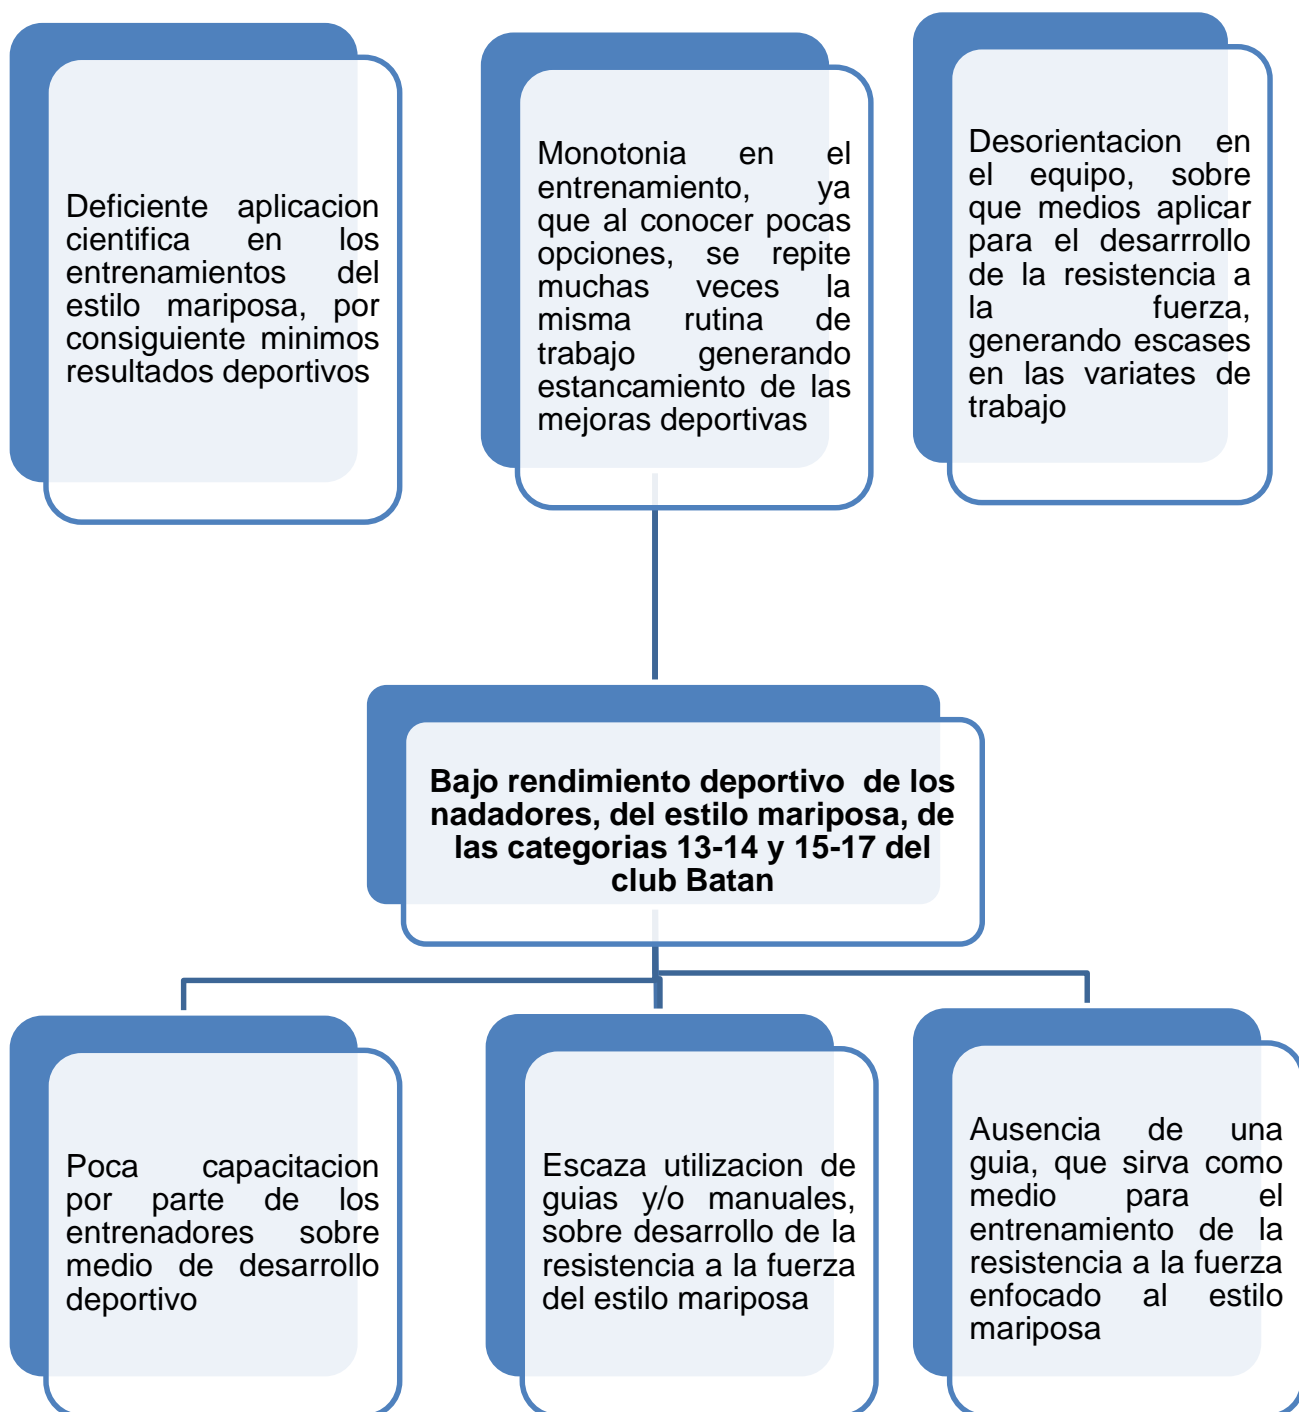 Deficiente aplicacion
cientifica en los
entrenamientos del
estilo mariposa, por
consiguiente minimos
resultados deportivos
Monotonia en el
entrenamiento, ya
que al conocer pocas
opciones, se repite
muchas veces la
misma rutina de
trabajo generando
estancamiento de las
mejoras deportivas
Desorientacion en
el equipo, sobre
que medios aplicar
para el desarrrollo
de la resistencia a
la fuerza,
generando escases
en las variates de
trabajo
Bajo rendimiento deportivo de los
nadadores, del estilo mariposa, de
las categorias 13-14 y 15-17 del
club Batan
Poca capacitacion
por parte de los
entrenadores sobre
medio de desarrollo
deportivo
Escaza utilizacion de
guias y/o manuales,
sobre desarrollo de la
resistencia a la fuerza
del estilo mariposa
Ausencia de una
guia, que sirva como
medio para el
entrenamiento de la
resistencia a la fuerza
enfocado al estilo
mariposa